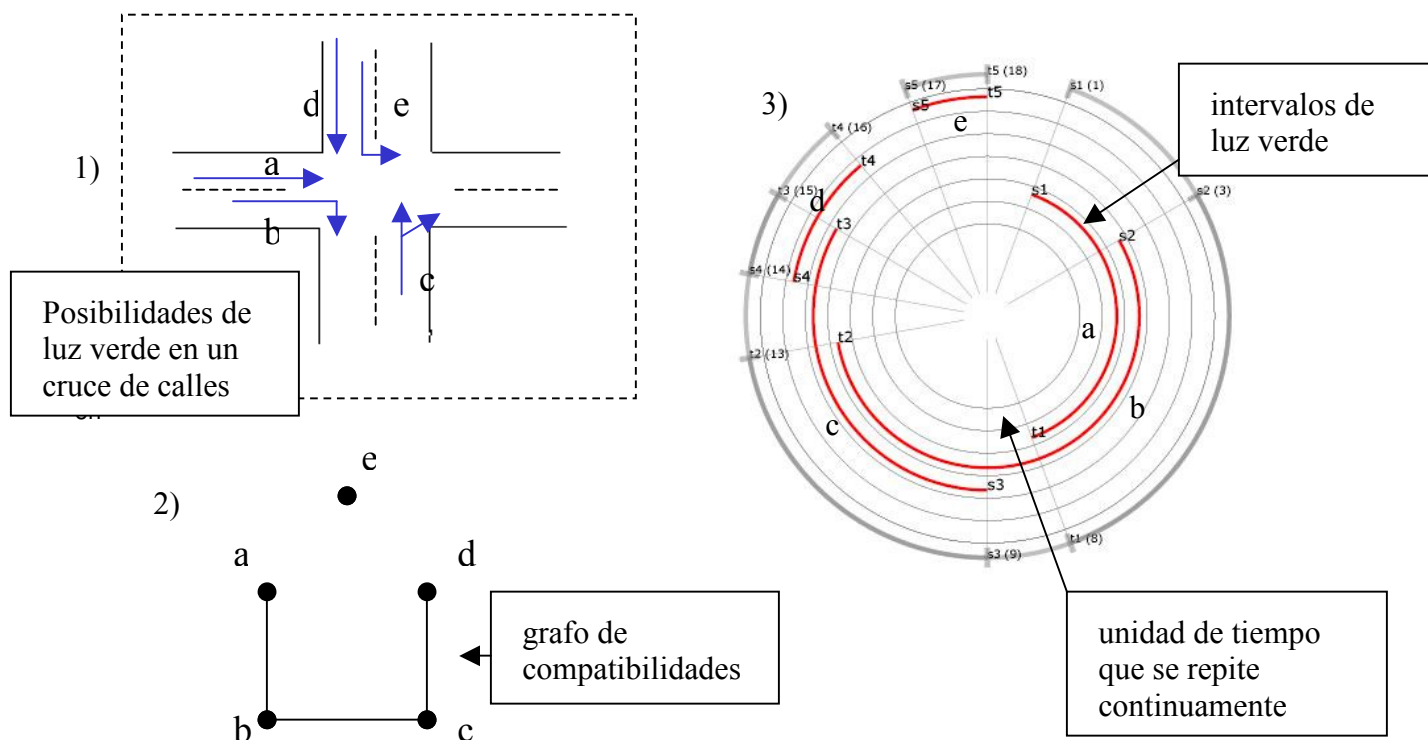 1)
d
e
a
b
c
Posibilidades de
luz verde en un
cruce de calles
2)
e
a
d
b
c
grafo de
compatibilidades
3)
t5 (18)
s5 (17)
s1 (1)
t4 (16)
t3 (15)
s2 (3)
s4 (14)
t2 (13)
t1 (8)
s3 (9)
s5
t5
e
t4
d
t3
s4
s1
s2
t2
a
b
c
t1
s3
intervalos de
luz verde
unidad de tiempo
que se repite
continuamente